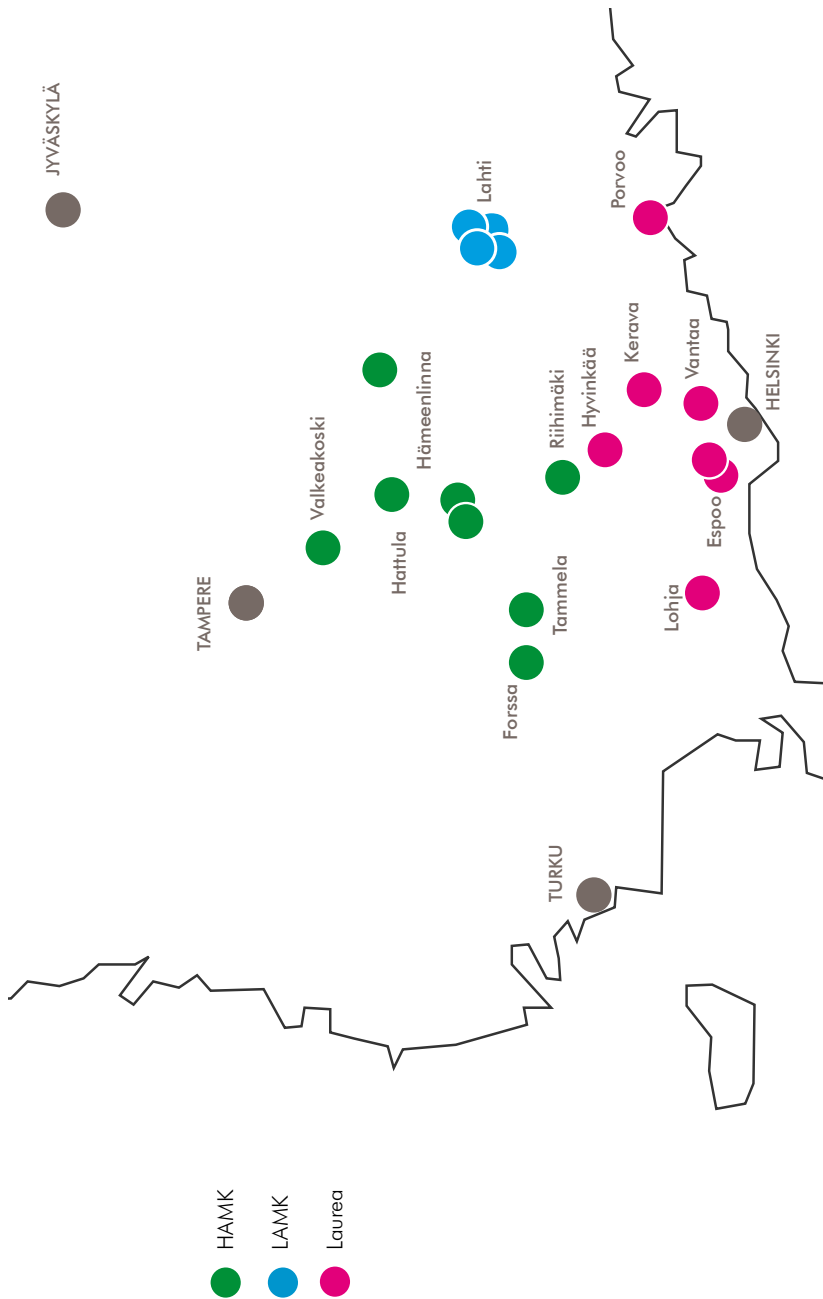 JYVÄSKYLÄ
TAMPERE
HAMK
LAMK
Laurea
Valkeakoski
Hattula
Hämeenlinna
Lahti
Forssa
TURKU
Tammela
Riihimäki
Hyvinkää
Porvoo
Kerava
Lohja
Vantaa
Espoo
HELSINKI